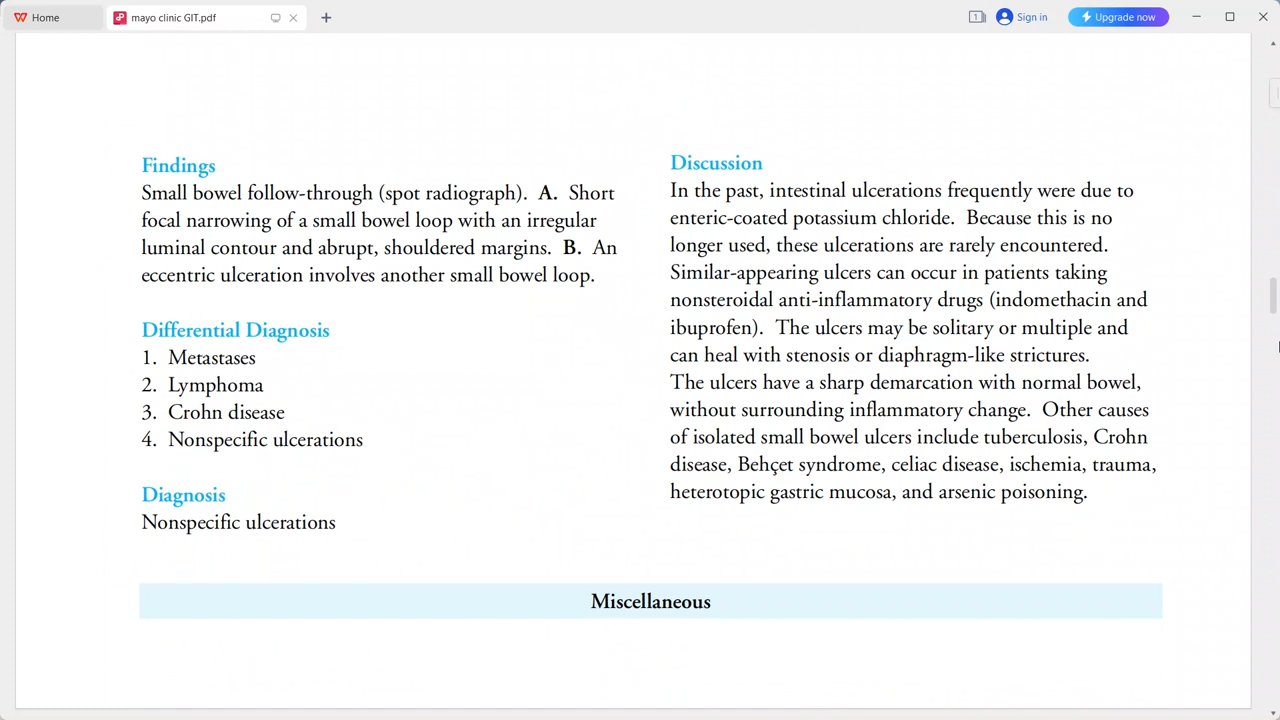 Home
mayo clinic GIT.pdf
1
Sign in
Upgrade now
Findings
Small bowel follow-through (spot radiograph). A. Short
focal narrowing of a small bowel loop with an irregular
luminal contour and abrupt, shouldered margins. B. An
eccentric ulceration involves another small bowel loop.
Differential Diagnosis
1. Metastases
2. Lymphoma
3. Crohn disease
4. Nonspecific ulcerations
Diagnosis
Nonspecific ulcerations
Discussion
In the past, intestinal ulcerations frequently were due to
enteric-coated potassium chloride. Because this is no
longer used, these ulcerations are rarely encountered.
Similar-appearing ulcers can occur in patients taking
nonsteroidal anti-inflammatory drugs (indomethacin and
ibuprofen). The ulcers may be solitary or multiple and
can heal with stenosis or diaphragm-like strictures.
The ulcers have a sharp demarcation with normal bowel,
without surrounding inflammatory change. Other causes
of isolated small bowel ulcers include tuberculosis, Crohn
disease, Behçet syndrome, celiac disease, ischemia, trauma,
heterotopic gastric mucosa, and arsenic poisoning.
Miscellaneous